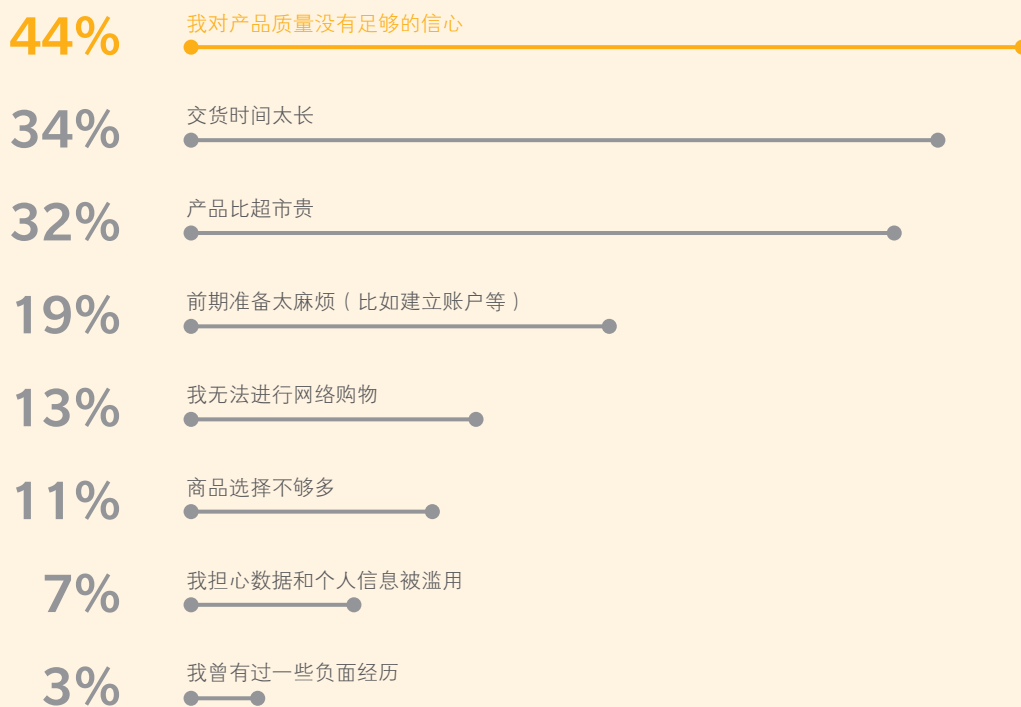 44% 我对产品质量没有足够的信心
34% 交货时间太长
32% 产品比超市贵
19% 前期准备太麻烦（比如建立账户等）
13% 我无法进行网络购物
11% 商品选择不够多
7% 我担心数据和个人信息被滥用
3% 我曾有过一些负面经历